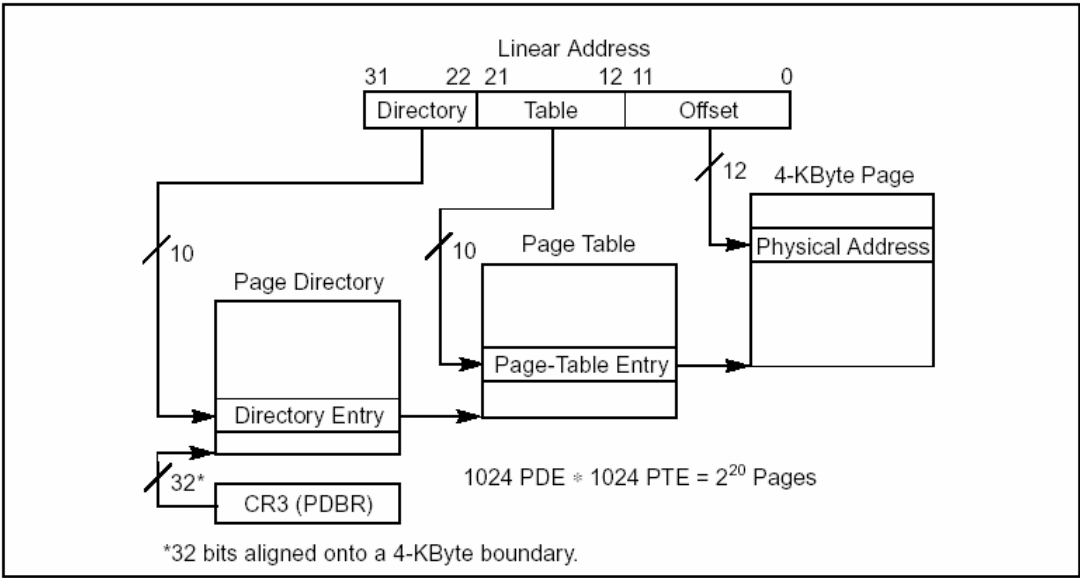 Linear Address
31 22 21 12 11 0
Directory Table Offset
12
4-KByte Page
10
10
Page Table
Physical Address
Page Directory
Page-Table Entry
Directory Entry
32*
1024 PDE * 1024 PTE = 2^20 Pages
CR3 (PDBR)
*32 bits aligned onto a 4-KByte boundary.